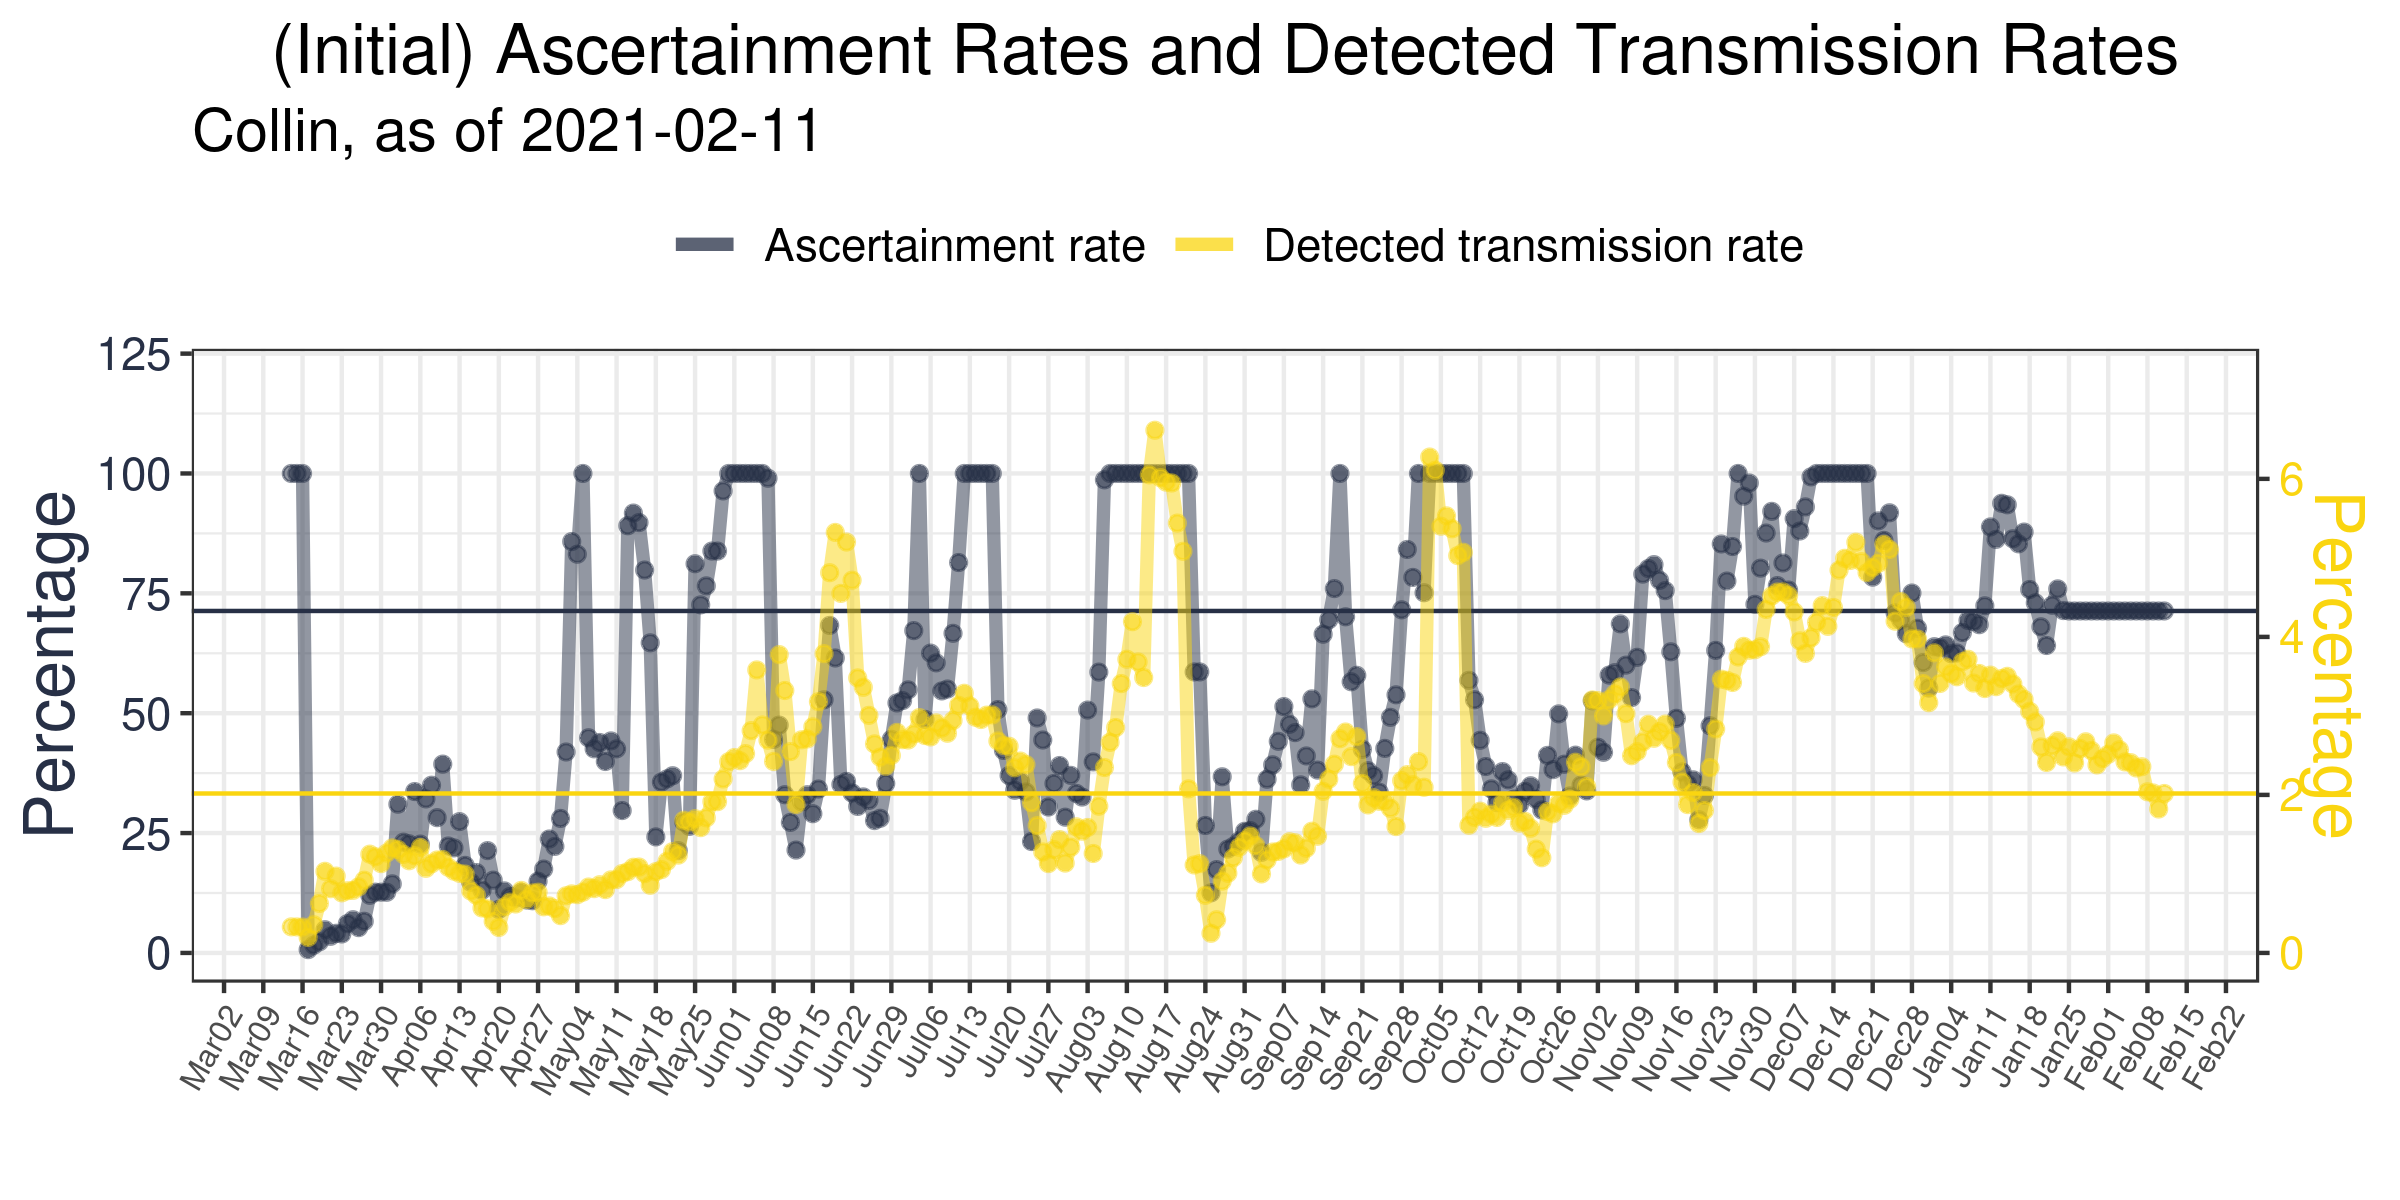 (Initial) Ascertainment Rates and Detected Transmission Rates
Collin, as of 2021-02-11
Ascertainment rate
Detected transmission rate
Percentage
125
100
75
50
25
0
6
4
2
0
Percentage
Mar02
Mar09
Mar16
Mar23
Mar30
Apr06
Apr13
Apr20
Apr27
May04
May11
May18
May25
Jun01
Jun08
Jun15
Jun22
Jun29
Jul06
Jul13
Jul20
Jul27
Aug03
Aug10
Aug17
Aug24
Aug31
Sep07
Sep14
Sep21
Sep28
Oct05
Oct12
Oct19
Oct26
Nov02
Nov09
Nov16
Nov23
Nov30
Dec07
Dec14
Dec21
Dec28
Jan04
Jan11
Jan18
Jan25
Feb01
Feb08
Feb15
Feb22